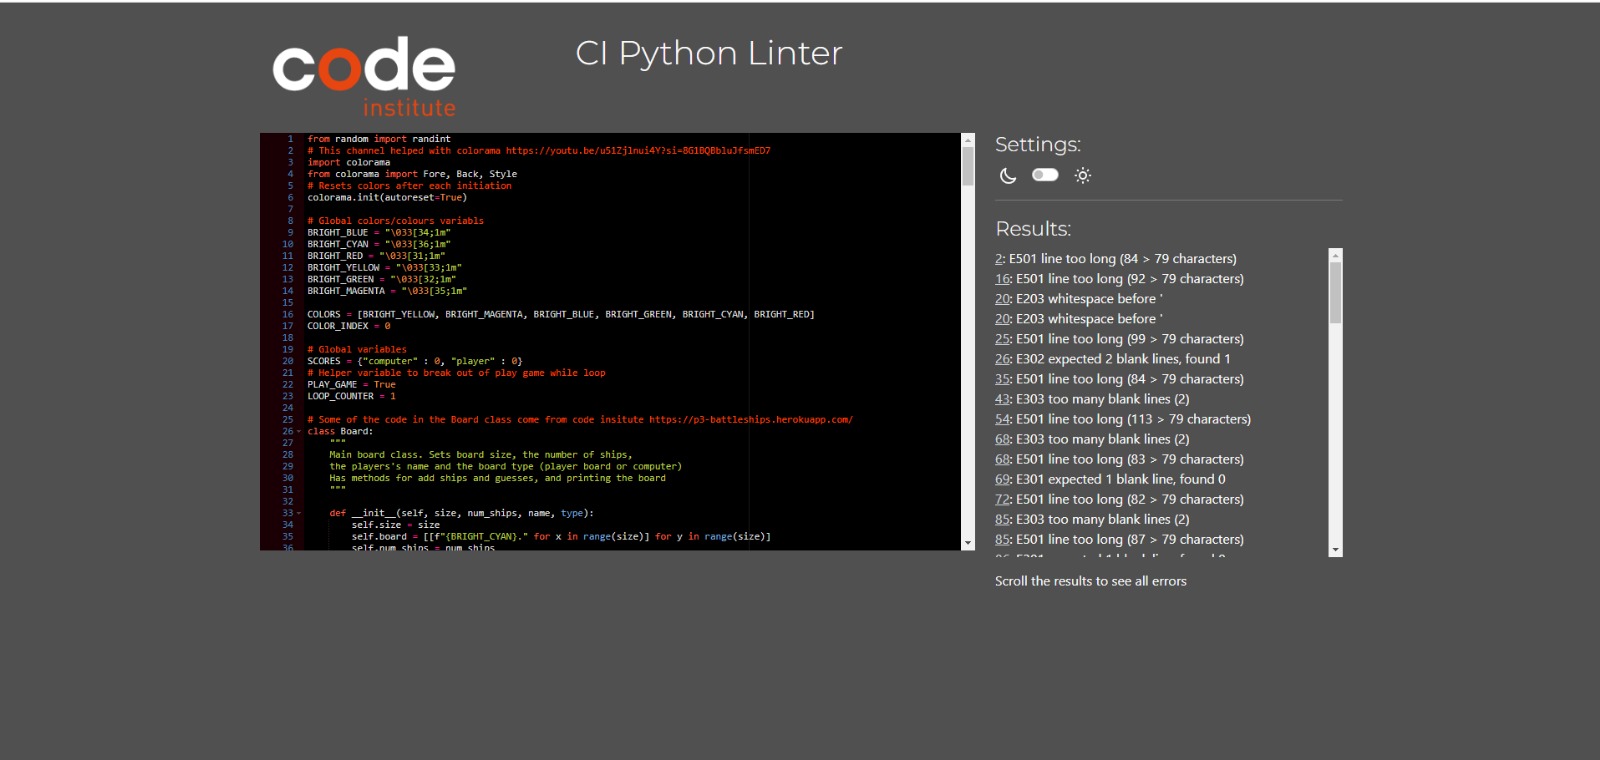 code
institute
CI Python Linter
1 from random import randint
2 # This channel helped with colorama https://youtu.be/u51Zjlnui4Y?si=8G1BQBbluJfsmED7
3 import colorama
4 from colorama import Fore, Back, Style
5 # Resets colors after each initiation
6 colorama.init(autoreset=True)
7
8 # Global colors/colours variabls
9 BRIGHT_BLUE = "\033[34;1m"
10 BRIGHT_CYAN = "\033[36;1m"
11 BRIGHT_RED = "\033[31;1m"
12 BRIGHT_YELLOW = "\033[33;1m"
13 BRIGHT_GREEN = "\033[32;1m"
14 BRIGHT_MAGENTA = "\033[35;1m"
15
16 COLORS = [BRIGHT_YELLOW, BRIGHT_MAGENTA, BRIGHT_BLUE, BRIGHT_GREEN, BRIGHT_CYAN, BRIGHT_RED]
17 COLOR_INDEX = 0
18
19 # Global variables
20 SCORES = {"computer" : 0, "player" : 0}
21 # Helper variable to break out of play game while loop
22 PLAY_GAME = True
23 LOOP_COUNTER = 1
24
25 # Some of the code in the Board class come from code insitute https://p3-battleships.herokuapp.com/
26 class Board:
27 """
28 Main board class. Sets board size, the number of ships,
29 the players's name and the board type (player board or computer)
30 Has methods for add ships and guesses, and printing the board
31 """
32
33 def __init__(self, size, num_ships, name, type):
34 self.size = size
35 self.board = [[f"{BRIGHT_CYAN}." for x in range(size)] for y in range(size)]
36 self.num_ships = num_ships
Settings:
Results:
2: E501 line too long (84 > 79 characters)
16: E501 line too long (92 > 79 characters)
20: E203 whitespace before '
20: E203 whitespace before '
25: E501 line too long (99 > 79 characters)
26: E302 expected 2 blank lines, found 1
35: E501 line too long (84 > 79 characters)
43: E303 too many blank lines (2)
54: E501 line too long (113 > 79 characters)
68: E303 too many blank lines (2)
68: E501 line too long (83 > 79 characters)
69: E301 expected 1 blank line, found 0
72: E501 line too long (82 > 79 characters)
85: E303 too many blank lines (2)
85: E501 line too long (87 > 79 characters)
86: E301 expected 1 blank line, found 0
Scroll the results to see all errors